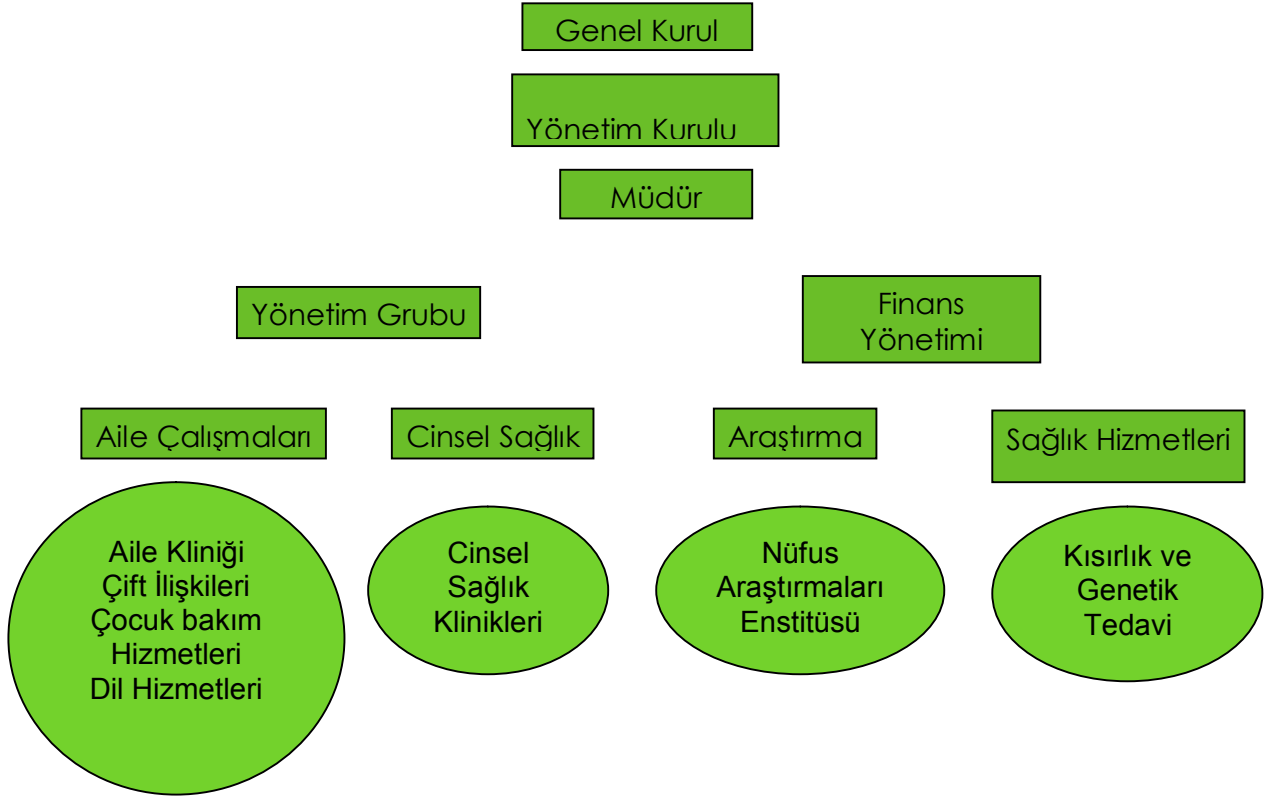 Genel Kurul
Yönetim Kurulu
Müdür
Yönetim Grubu
Finans
Yönetimi
Aile Çalışmaları
Cinsel Sağlık
Araştırma
Sağlık Hizmetleri
Aile Kliniği
Çift İlişkileri
Çocuk bakım
Hizmetleri
Dil Hizmetleri
Cinsel
Sağlık
Klinikleri
Nüfus
Araştırmaları
Enstitüsü
Kısırlık ve
Genetik
Tedavi